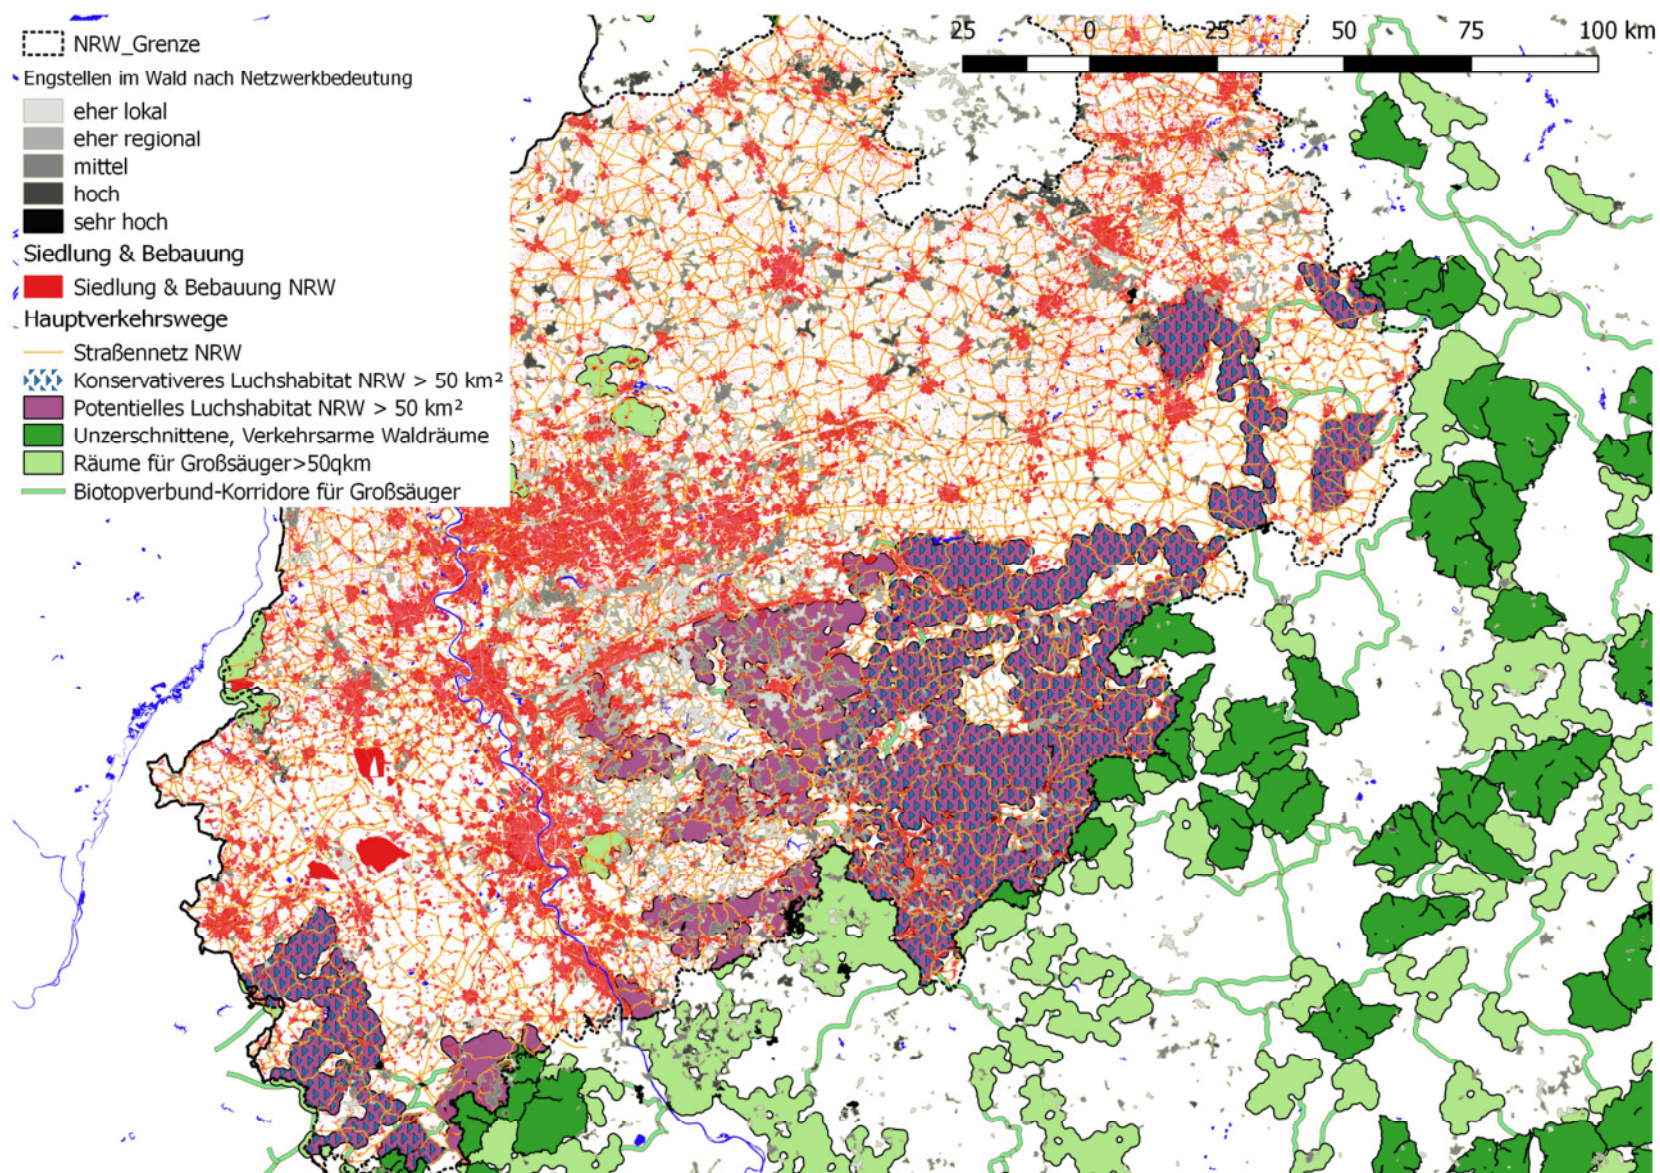 NRW_Grenze
Engstellen im Wald nach Netzwerkbedeutung
eher lokal
eher regional
mittel
hoch
sehr hoch
Siedlung & Bebauung
Siedlung & Bebauung NRW
Hauptverkehrswege
Straßennetz NRW
Konservativeres Luchshabitat NRW > 50 km²
Potentielles Luchshabitat NRW > 50 km²
Unzerschnittene, Verkehrsarme Waldräume
Räume für Großsäuger>50qkm
Biotopverbund-Korridore für Großsäuger
25 0 25 50 75 100 km